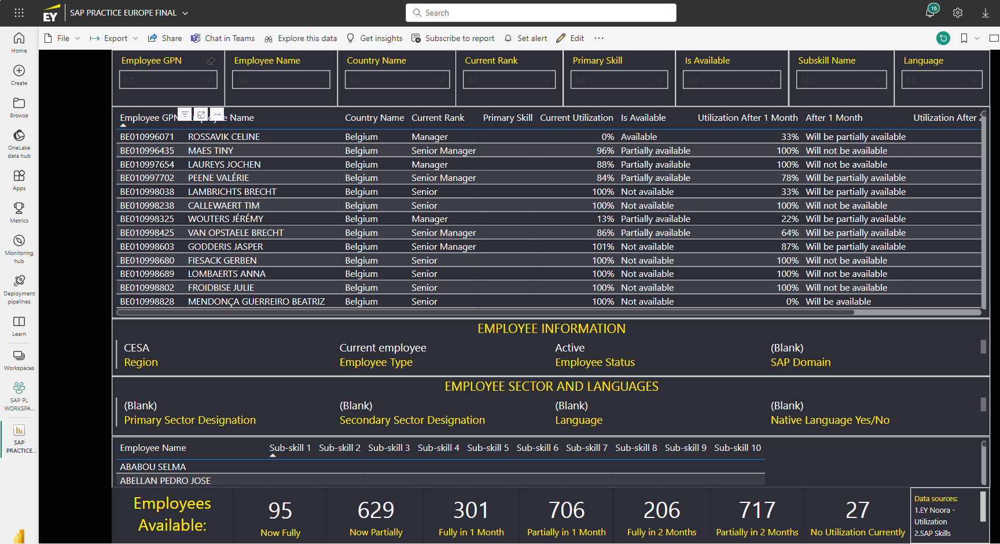 EY SAP PRACTICE EUROPE FINAL
Search
16
File
Export
Share
Chat in Teams
Explore this data
Get insights
Subscribe to report
Set alert
Edit
Home
Create
Browse
OneLake
data hub
Apps
Metrics
Monitoring
hub
Deployment
pipelines
Learn
Workspaces
SAP PL
WORKSPA...
SAP
PRACTICE...
Employee GPN Employee Name Country Name Current Rank Primary Skill Is Available Subskill Name Language
All All All All All All All All
Employee GPN Name Country Name Current Rank Primary Skill Current Utilization Is Available Utilization After 1 Month After 1 Month Utilization After 2
BE010996071 ROSSAVIK CELINE Belgium Manager 0% Available 33% Will be partially available
BE010996435 MAES TINY Belgium Senior Manager 96% Partially available 100% Will not be available
BE010997654 LAUREYS JOCHEN Belgium Manager 88% Partially available 100% Will not be available
BE010997702 PEENE VALÉRIE Belgium Senior Manager 84% Partially available 78% Will be partially available
BE010998038 LAMBRICHTS BRECHT Belgium Senior 100% Not available 33% Will be partially available
BE010998238 CALLEWAERT TIM Belgium Senior 100% Not available 100% Will not be available
BE010998325 WOUTERS JÉRÉMY Belgium Manager 13% Partially available 22% Will be partially available
BE010998425 VAN OPSTAELE BRECHT Belgium Senior Manager 86% Partially available 64% Will be partially available
BE010998603 GODDERIS JASPER Belgium Senior Manager 101% Not available 87% Will be partially available
BE010998680 FIESACK GERBEN Belgium Senior 100% Not available 100% Will not be available
BE010998689 LOMBAERTS ANNA Belgium Senior 100% Not available 100% Will not be available
BE010998802 FROIDBISE JULIE Belgium Senior 100% Not available 100% Will not be available
BE010998828 MENDONÇA GUERREIRO BEATRIZ Belgium Senior 100% Not available 0% Will be available
EMPLOYEE INFORMATION
CESA Current employee Active (Blank)
Region Employee Type Employee Status SAP Domain
EMPLOYEE SECTOR AND LANGUAGES
(Blank) (Blank) (Blank) (Blank)
Primary Sector Designation Secondary Sector Designation Language Native Language Yes/No
Employee Name Sub-skill 1 Sub-skill 2 Sub-skill 3 Sub-skill 4 Sub-skill 5 Sub-skill 6 Sub-skill 7 Sub-skill 8 Sub-skill 9 Sub-skill 10
ABABOU SELMA
ABELLAN PEDRO JOSE
Employees
Available:
95 629 301 706 206 717 27
Now Fully Now Partially Fully in 1 Month Partially in 1 Month Fully in 2 Months Partially in 2 Months No Utilization Currently
Data sources:
1.EY Noora -
Utilization
2.SAP Skills